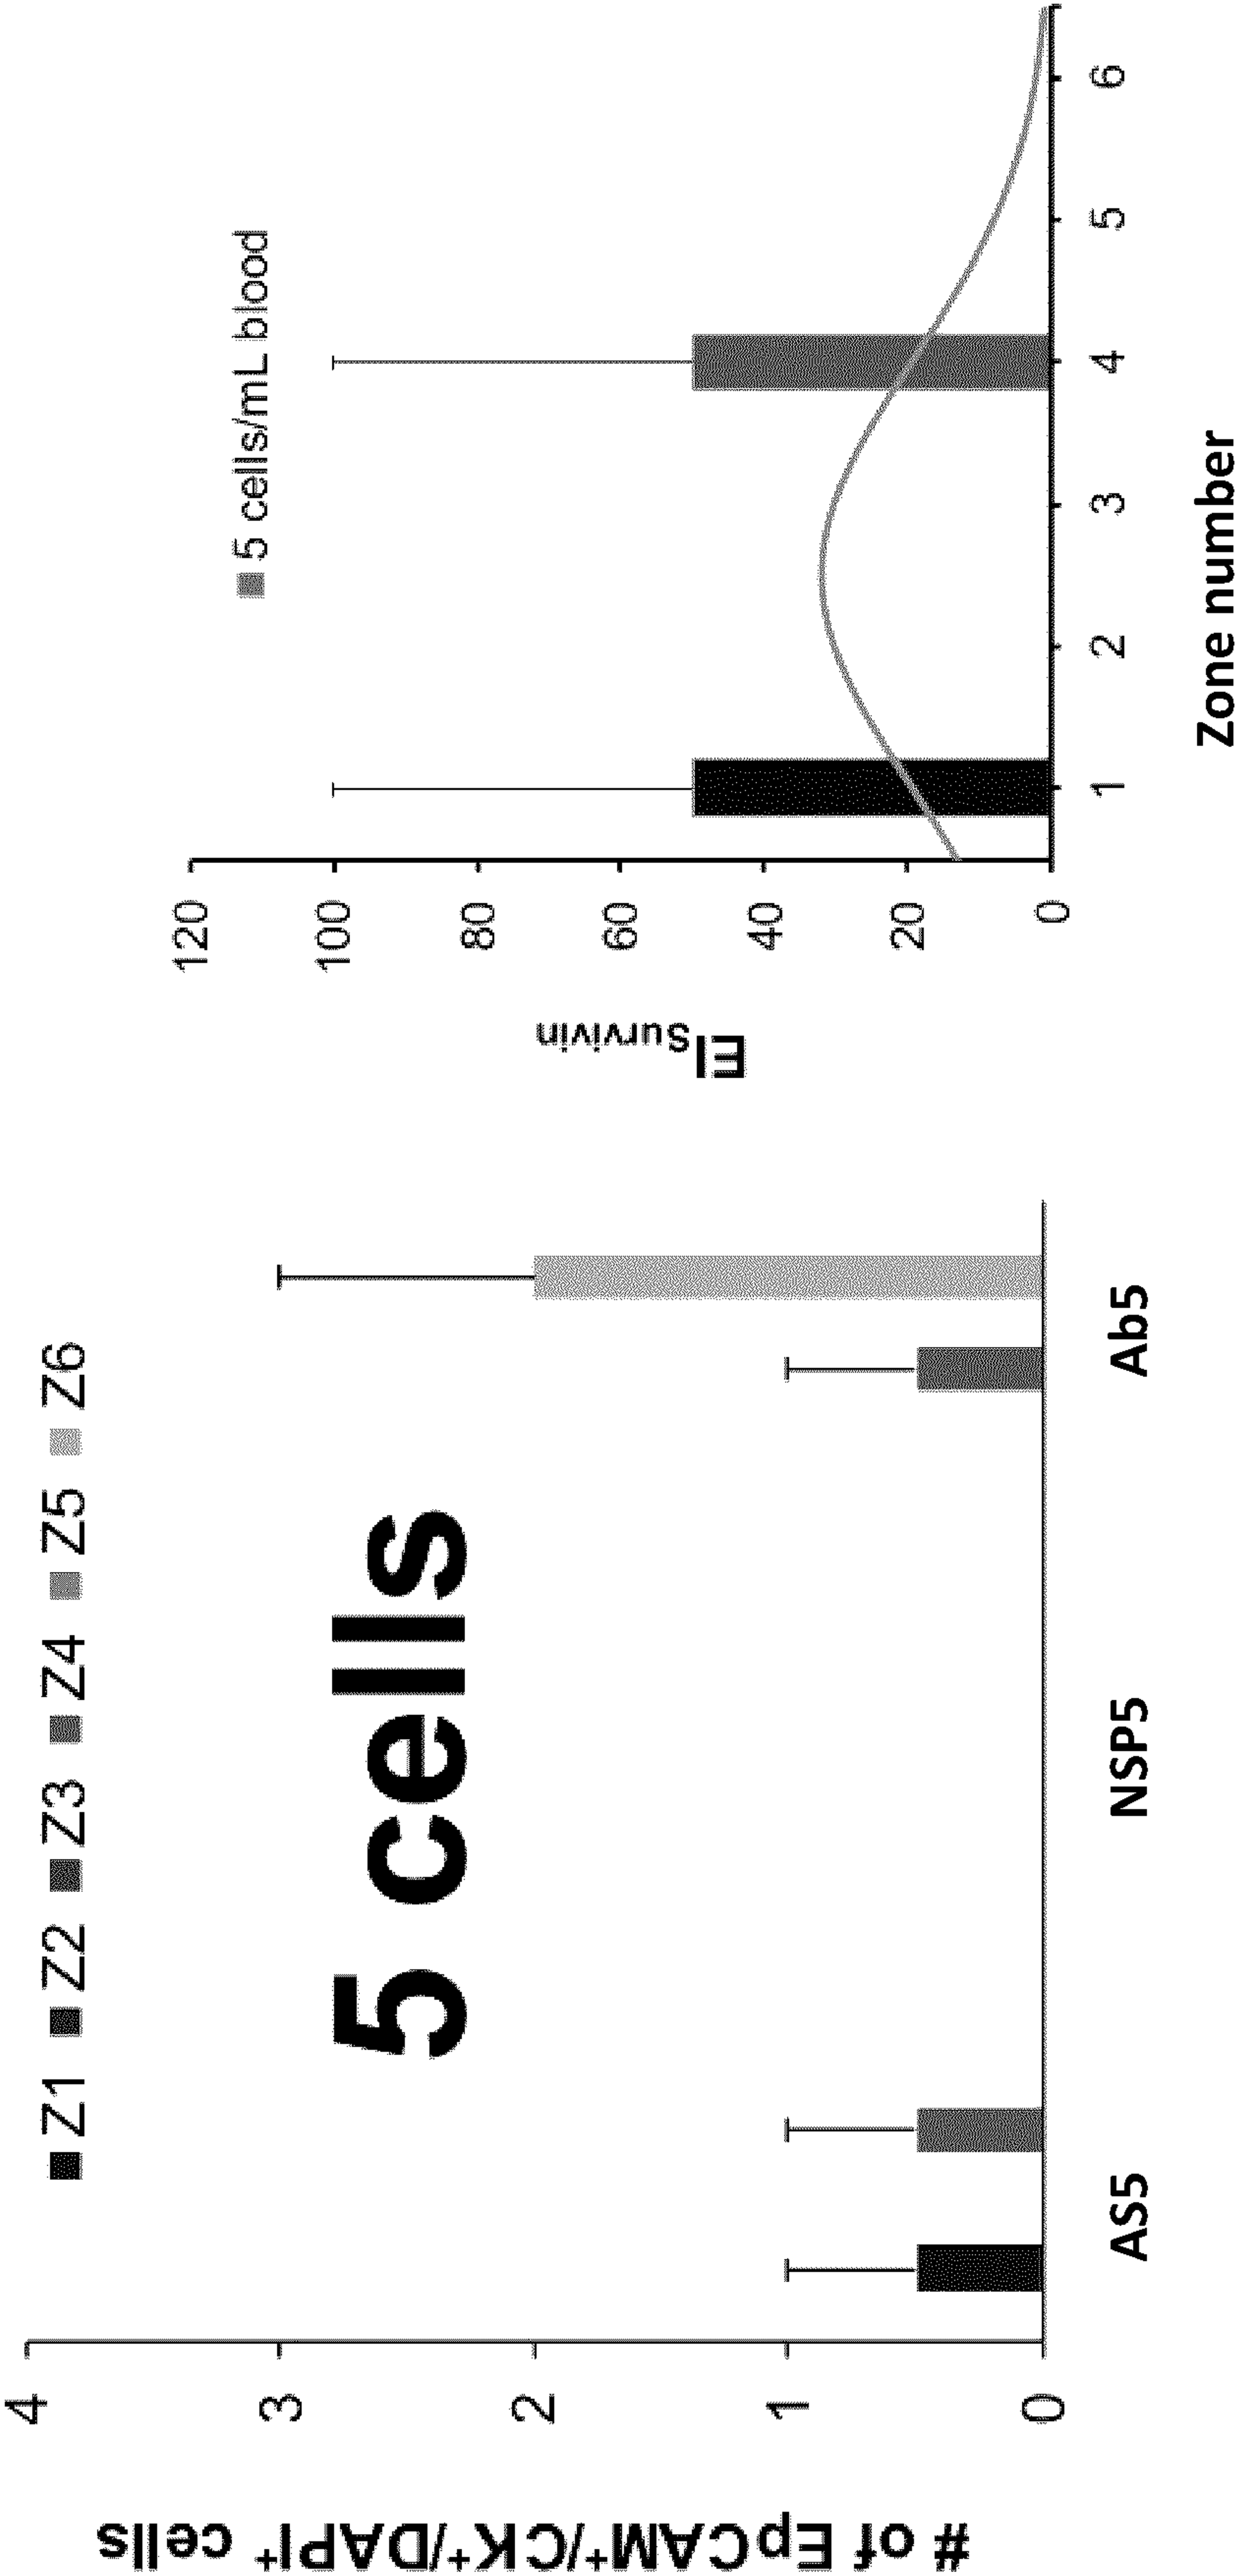 # of EpCAM⁺/CK⁺/DAPI⁺ cells
4
3
2
1
0
Z1 Z2 Z3 Z4 Z5 Z6
5 cells
AS5 NSP5 Ab5
EI Survivin
120
100
80
60
40
20
0
5 cells/mL blood
1 2 3 4 5 6
Zone number